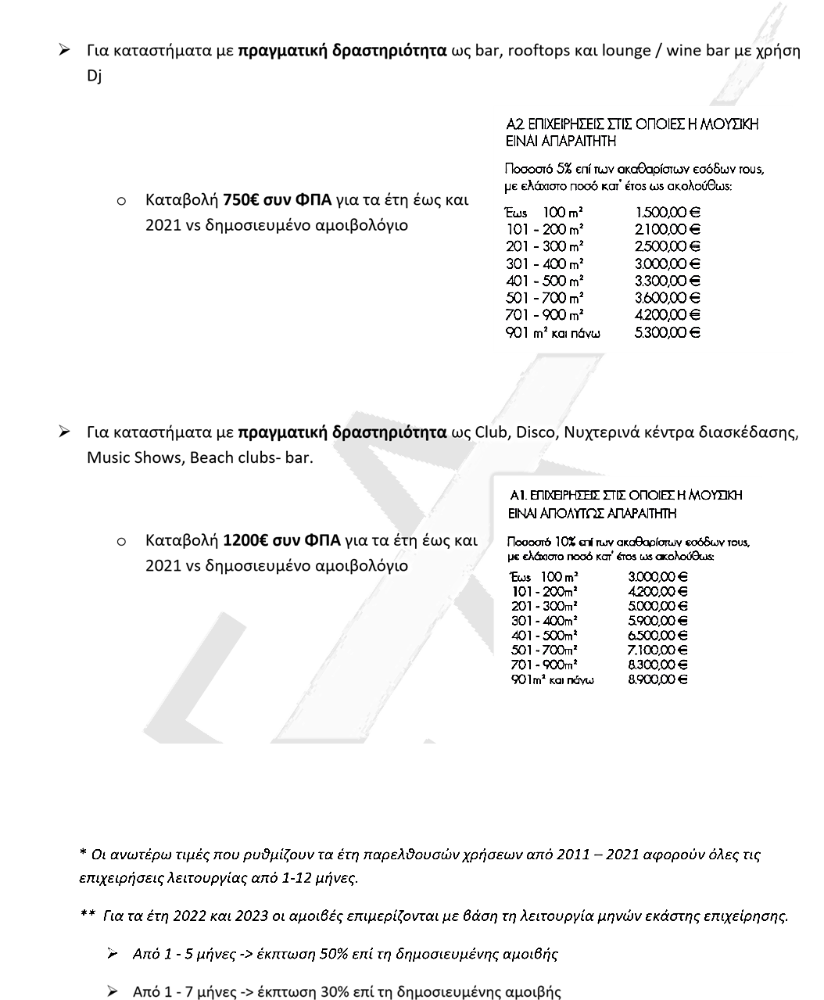 ➢ Για καταστήματα με πραγματική δραστηριότητα ως bar, rooftops και lounge / wine bar με χρήση
Dj
Α2. ΕΠΙΧΕΙΡΗΣΕΙΣ ΣΤΙΣ ΟΠΟΙΕΣ Η ΜΟΥΣΙΚΗ
ΕΙΝΑΙ ΑΠΑΡΑΙΤΗΤΗ
Ποσοστό 5% επί των ακαθαρίστων εσόδων τους,
με ελάχιστο ποσό κατ' έτος ως ακολούθως:
o Καταβολή 750€ συν ΦΠΑ για τα έτη έως και
2021 vs δημοσιευμένο αμοιβολόγιο
Έως 100 m² 1.500,00 €
101 - 200 m² 2.100,00 €
201 - 300 m² 2.500,00 €
301 - 400 m² 3.000,00 €
401 - 500 m² 3.300,00 €
501 - 700 m² 3.600,00 €
701 - 900 m² 4.200,00 €
901 m² και πάνω 5.300,00 €
➢ Για καταστήματα με πραγματική δραστηριότητα ως Club, Disco, Νυχτερινά κέντρα διασκέδασης,
Music Shows, Beach clubs- bar.
Α1. ΕΠΙΧΕΙΡΗΣΕΙΣ ΣΤΙΣ ΟΠΟΙΕΣ Η ΜΟΥΣΙΚΗ
ΕΙΝΑΙ ΑΠΟΛΥΤΩΣ ΑΠΑΡΑΙΤΗΤΗ
Ποσοστό 10% επί των ακαθαρίστων εσόδων τους,
με ελάχιστο ποσό κατ' έτος ως ακολούθως:
o Καταβολή 1200€ συν ΦΠΑ για τα έτη έως και
2021 vs δημοσιευμένο αμοιβολόγιο
Έως 100 m² 3.000,00 €
101 - 200m² 4.200,00 €
201 - 300m² 5.000,00 €
301 - 400m² 5.900,00 €
401 - 500m² 6.500,00 €
501 - 700m² 7.100,00 €
701 - 900m² 8.300,00 €
901m² και πάνω 8.900,00 €
* Οι ανωτέρω τιμές που ρυθμίζουν τα έτη παρελθουσών χρήσεων από 2011 – 2021 αφορούν όλες τις
επιχειρήσεις λειτουργίας από 1-12 μήνες.
** Για τα έτη 2022 και 2023 οι αμοιβές επιμερίζονται με βάση τη λειτουργία μηνών εκάστης επιχείρησης.
➢ Από 1 - 5 μήνες -> έκπτωση 50% επί τη δημοσιευμένης αμοιβής
➢ Από 1 - 7 μήνες -> έκπτωση 30% επί τη δημοσιευμένης αμοιβής